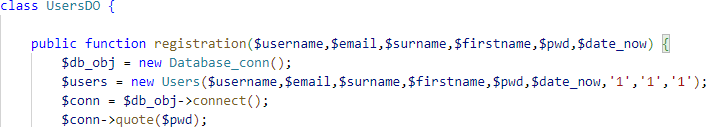 class UsersDO {
public function registration($username,$email,$surname,$firstname,$pwd,$date_now) {
$db_obj = new Database_conn();
$users = new Users($username,$email,$surname,$firstname,$pwd,$date_now,'1','1','1');
$conn = $db_obj->connect();
$conn->quote($pwd);